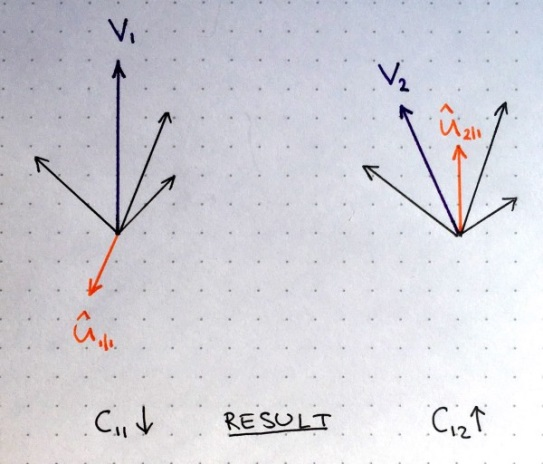 V₁
V₂
û₂|₁
û₁|₁
C₁₁↓ RESULT C₁₂↑